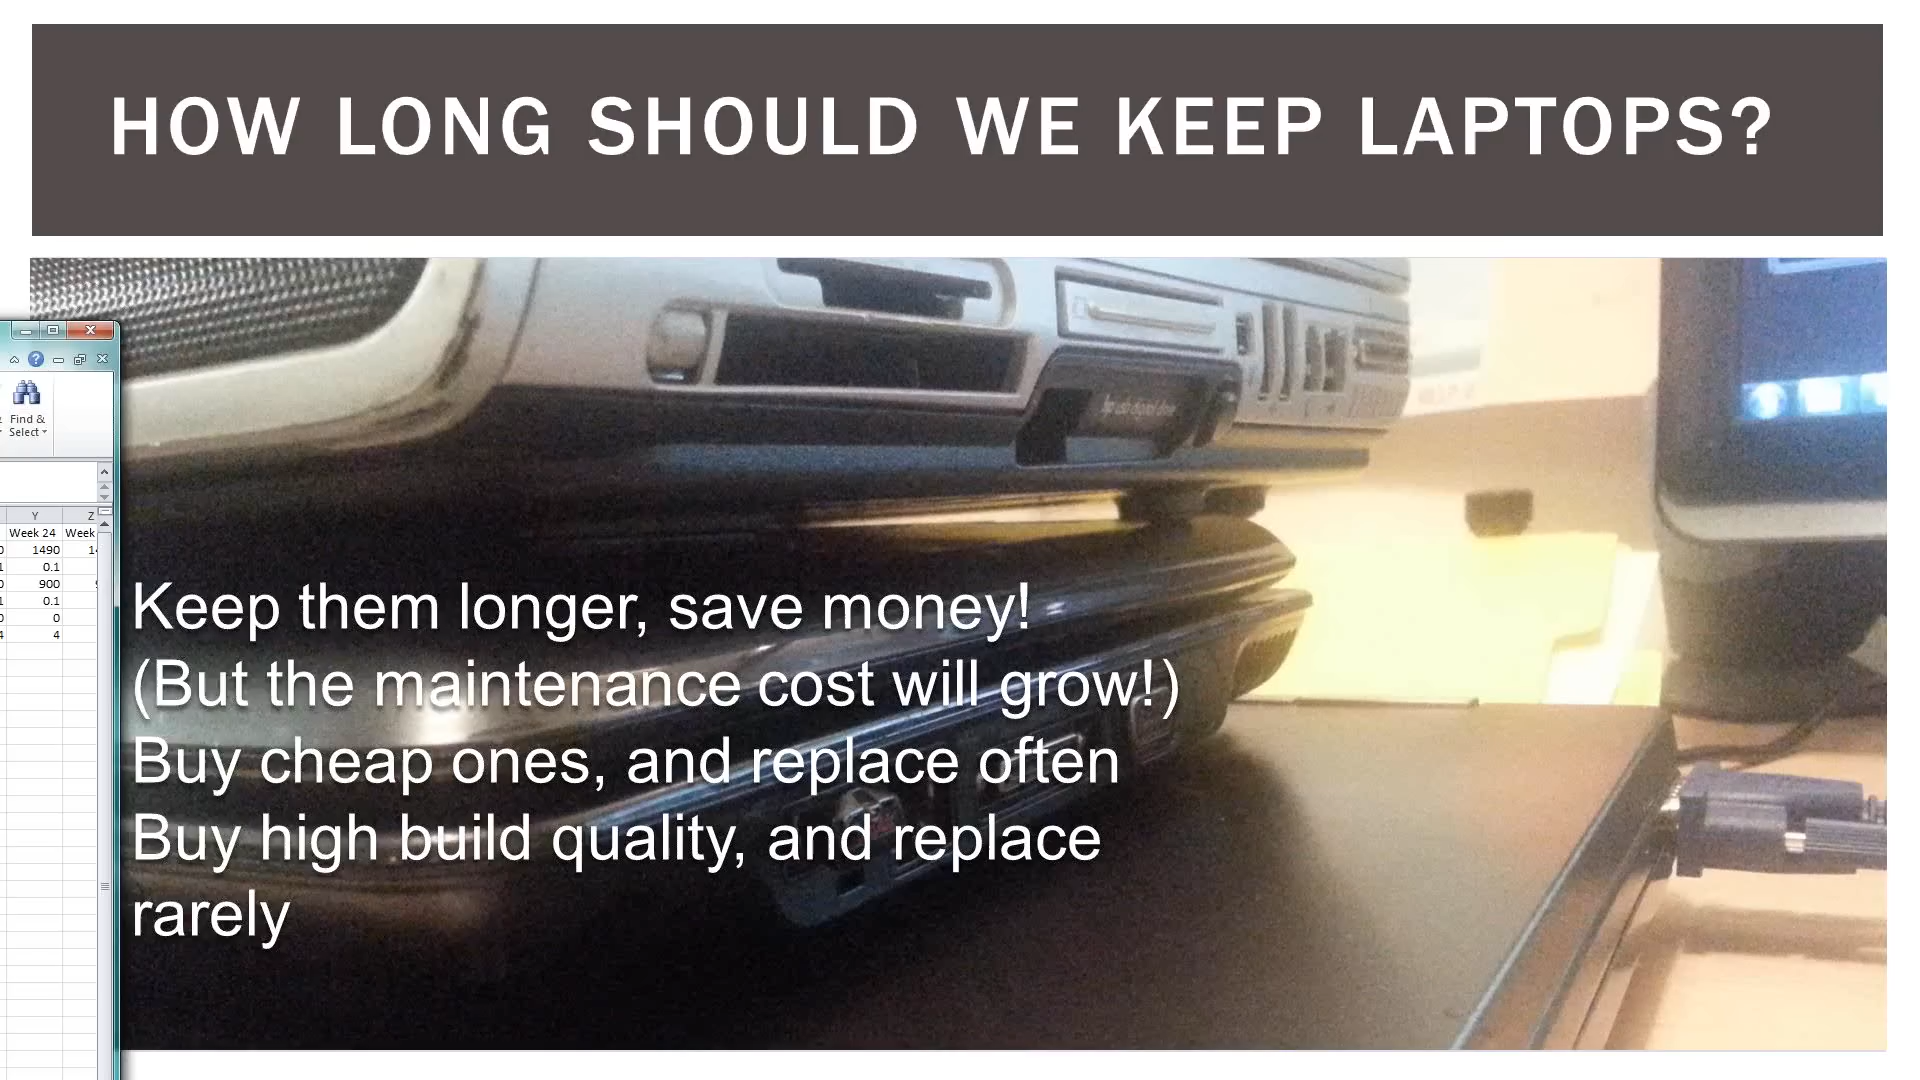 HOW LONG SHOULD WE KEEP LAPTOPS?
Find &
Select
Y Z
Week 24 Week
1490
0.1
900
0.1
0
4
Keep them longer, save money!
(But the maintenance cost will grow!)
Buy cheap ones, and replace often
Buy high build quality, and replace
rarely